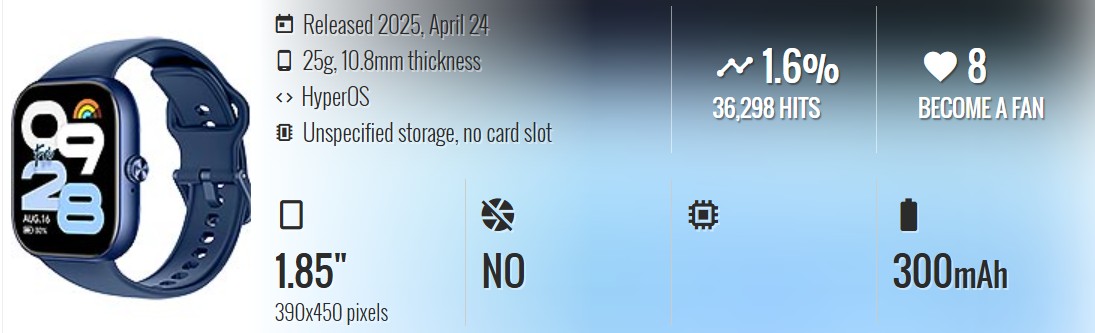 Released 2025, April 24
25g, 10.8mm thickness
HyperOS
Unspecified storage, no card slot
1.6%
36,298 HITS
8
BECOME A FAN
09
28
AUG.16
1.85"
390x450 pixels
NO
300mAh